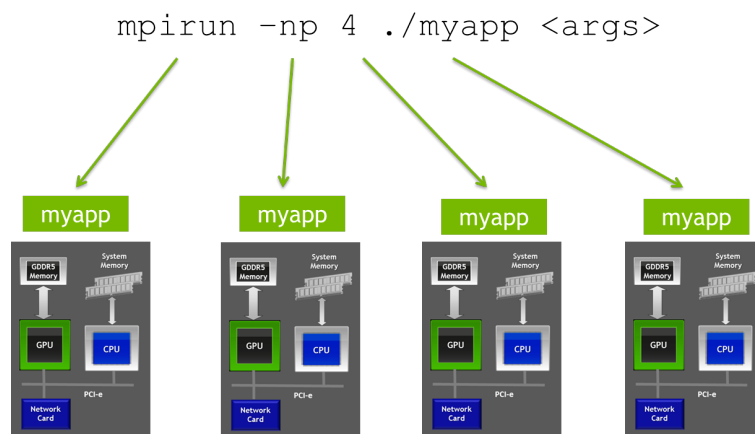 mpirun –np 4 ./myapp <args>
myapp
myapp
myapp
myapp
GDDR5
Memory
System
Memory
GPU
CPU
PCI-e
Network
Card
GDDR5
Memory
System
Memory
GPU
CPU
PCI-e
Network
Card
GDDR5
Memory
System
Memory
GPU
CPU
PCI-e
Network
Card
GDDR5
Memory
System
Memory
GPU
CPU
PCI-e
Network
Card